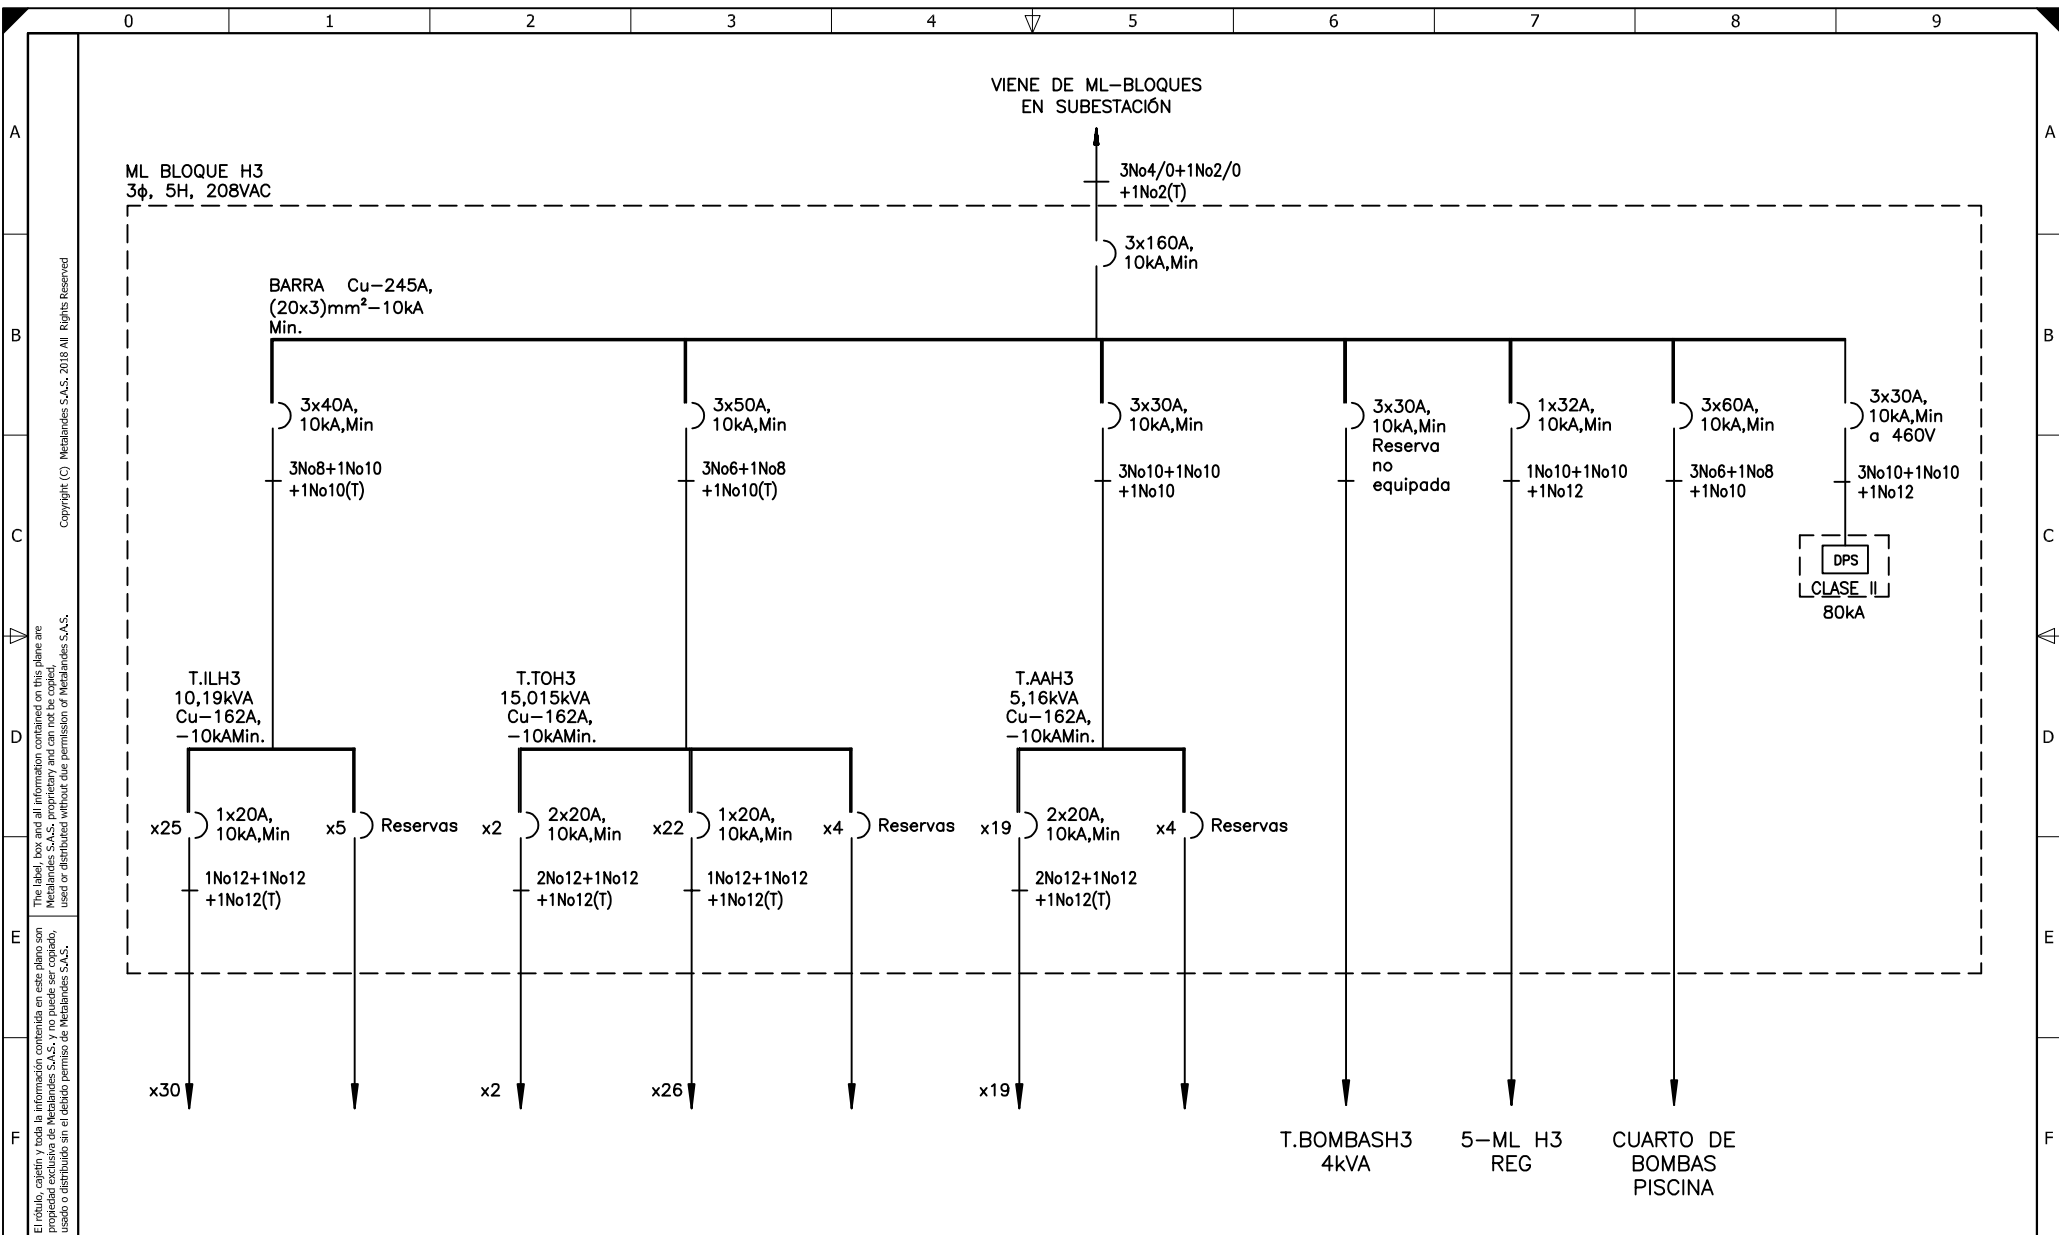 0 1 2 3 4 5 6 7 8 9
A
B
C
D
E
F
A
B
C
D
E
F
Copyright (C) Metalandes S.A.S. 2018 All Rights Reserved
The label, box and all information contained on this plane are
Metalandes S.A.S. proprietary and can not be copied,
used or distributed without due permission of Metalandes S.A.S.
El rótulo, cajetín y toda la información contenida en este plano son
propiedad exclusiva de Metalandes S.A.S. y no puede ser copiado,
usado o distribuido sin el debido permiso de Metalandes S.A.S.
VIENE DE ML-BLOQUES
EN SUBESTACIÓN
ML BLOQUE H3
3ϕ, 5H, 208VAC
3No4/0+1No2/0
+1No2(T)
3x160A,
10kA,Min
BARRA Cu-245A,
(20x3)mm²-10kA
Min.
3x40A,
10kA,Min
3No8+1No10
+1No10(T)
3x50A,
10kA,Min
3No6+1No8
+1No10(T)
3x30A,
10kA,Min
3No10+1No10
+1No10
3x30A,
10kA,Min
Reserva
no
equipada
1x32A,
10kA,Min
1No10+1No10
+1No12
3x60A,
10kA,Min
3No6+1No8
+1No10
3x30A,
10kA,Min
a 460V
3No10+1No10
+1No12
DPS
CLASE II
80kA
T.ILH3
10,19kVA
Cu-162A,
-10kAMin.
T.TOH3
15,015kVA
Cu-162A,
-10kAMin.
T.AAH3
5,16kVA
Cu-162A,
-10kAMin.
x25
1x20A,
10kA,Min
1No12+1No12
+1No12(T)
x5
Reservas
x2
2x20A,
10kA,Min
2No12+1No12
+1No12(T)
x22
1x20A,
10kA,Min
1No12+1No12
+1No12(T)
x4
Reservas
x19
2x20A,
10kA,Min
2No12+1No12
+1No12(T)
x4
Reservas
x30
x2
x26
x19
T.BOMBASH3
4kVA
5-ML H3
REG
CUARTO DE
BOMBAS
PISCINA